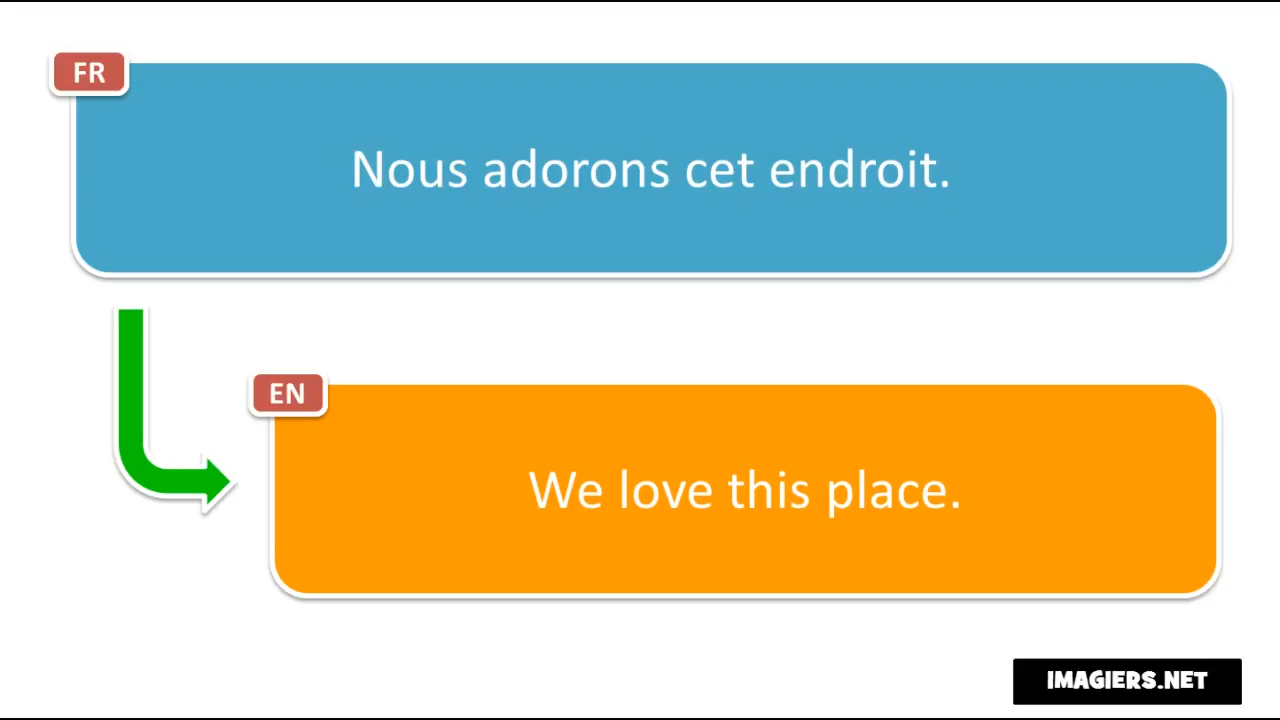 FR
Nous adorons cet endroit.
EN
We love this place.
IMAGIERS.NET